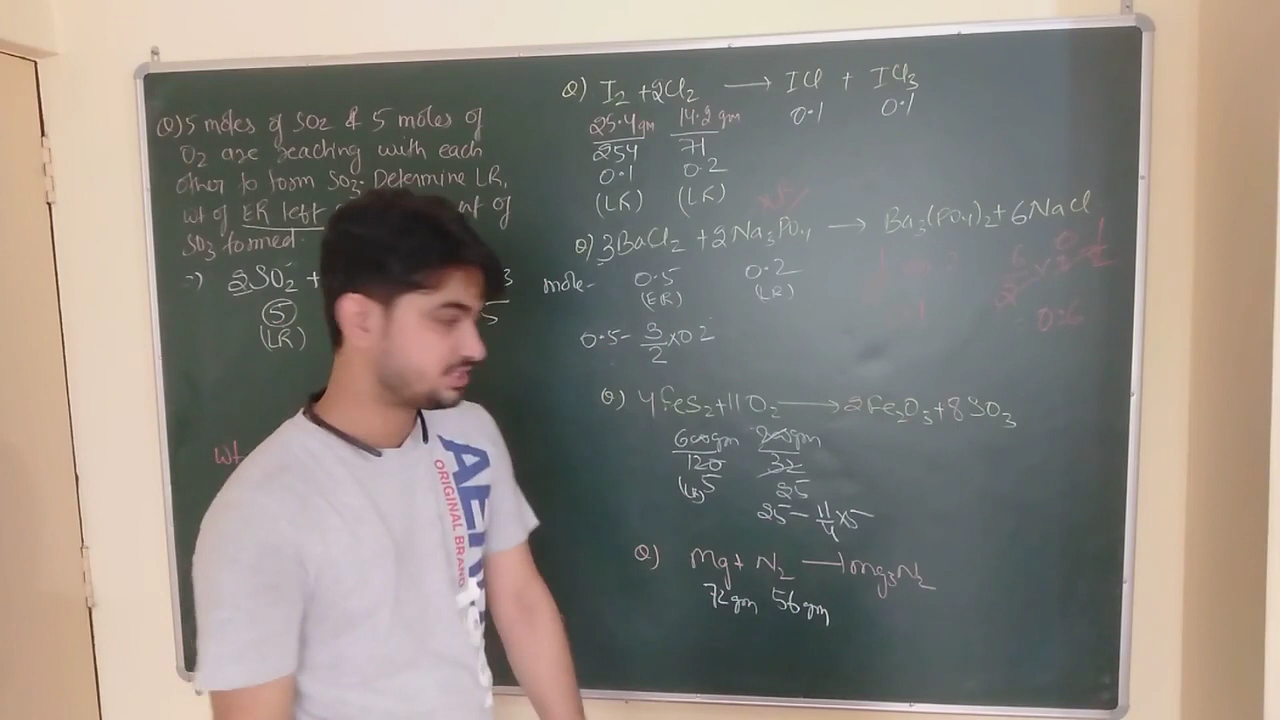 Q) 5 moles of SO2 & 5 moles of
O2 are reacting with each
other to form SO3. Determine LR,
wt of ER left of
SO3 formed.
=) 2SO2 + 3
5
(LR)
5
wt
Q) I2 + 2Cl2 → ICl + ICl3
25.4gm 14.2gm 0.1 0.1
254 71
0.1 0.2
(LR) (LR)
Q) 3BaCl2 + 2Na3PO4 → Ba3(PO4)2 + 6NaCl
mole- 0.5 0.2
(ER) (LR)
0.5 - 3/2 x 0.2
0.6
Q) 4FeS2 + 11O2 → 2Fe2O3 + 8SO3
600gm 800gm
120 32
(LR) 5 25
25 - 11/4 x 5
Q) Mg + N2 → Mg3N2
72gm 56gm
ORIGINAL BRAND